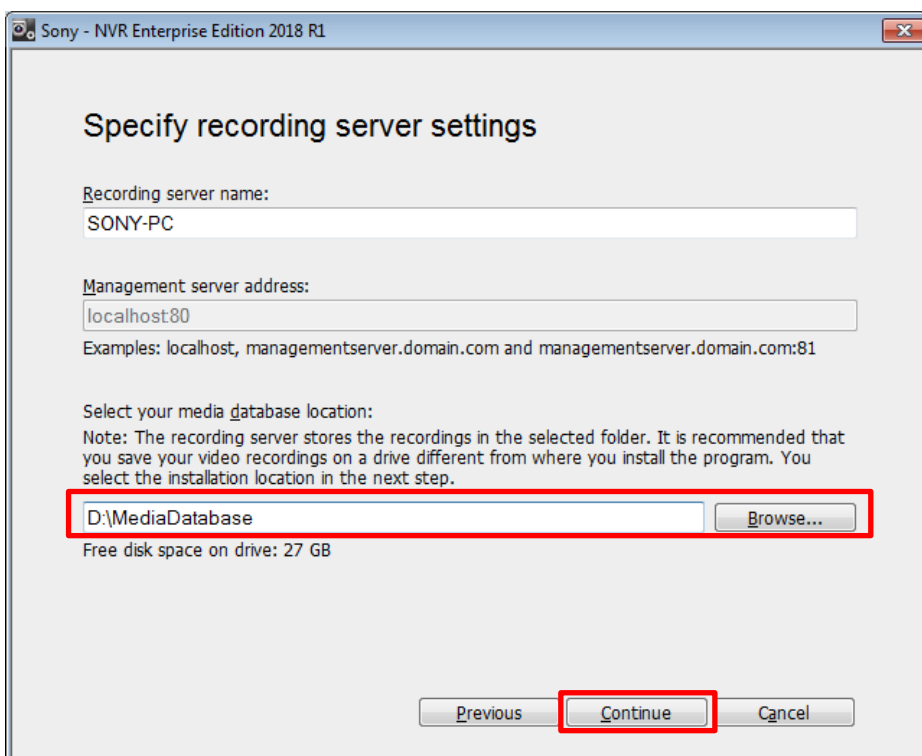 Sony - NVR Enterprise Edition 2018 R1
Specify recording server settings
Recording server name:
SONY-PC
Management server address:
localhost:80
Examples: localhost, managementserver.domain.com and managementserver.domain.com:81
Select your media database location:
Note: The recording server stores the recordings in the selected folder. It is recommended that
you save your video recordings on a drive different from where you install the program. You
select the installation location in the next step.
D:\MediaDatabase
Browse...
Free disk space on drive: 27 GB
Previous
Continue
Cancel